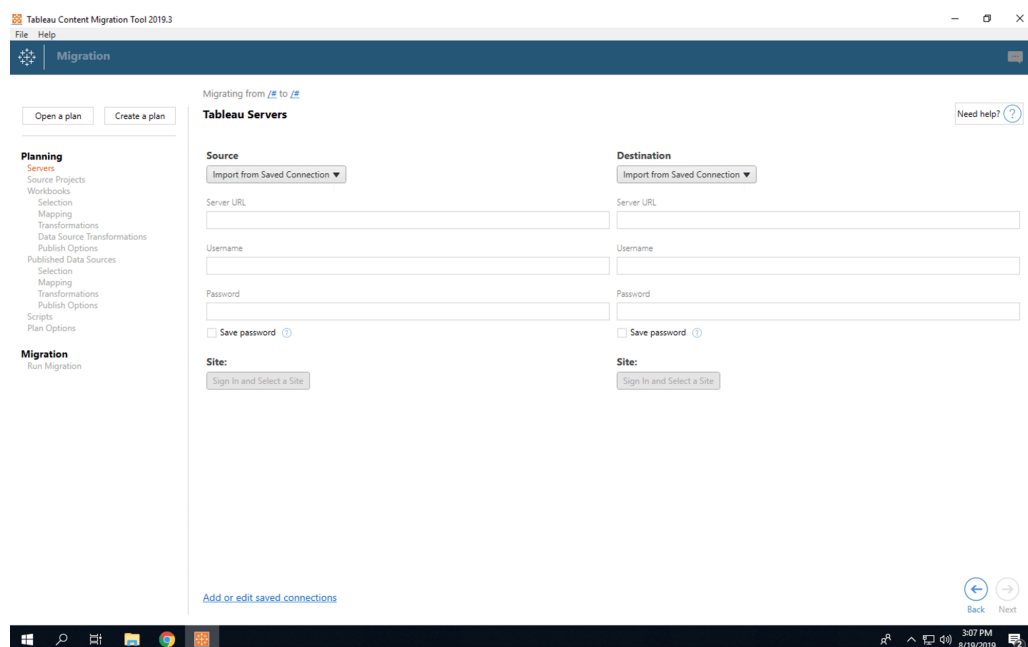 Tableau Content Migration Tool 2019.3
File Help
Migration
Migrating from /# to /#
Open a plan Create a plan
Tableau Servers
Need help? ?
Planning
Servers
Source Projects
Workbooks
Selection
Mapping
Transformations
Data Source Transformations
Publish Options
Published Data Sources
Selection
Mapping
Transformations
Publish Options
Scripts
Plan Options
Migration
Run Migration
Source
Import from Saved Connection
Server URL
Username
Password
Save password ?
Site:
Sign In and Select a Site
Destination
Import from Saved Connection
Server URL
Username
Password
Save password ?
Site:
Sign In and Select a Site
Add or edit saved connections
Back Next
3:07 PM
8/19/2019
2